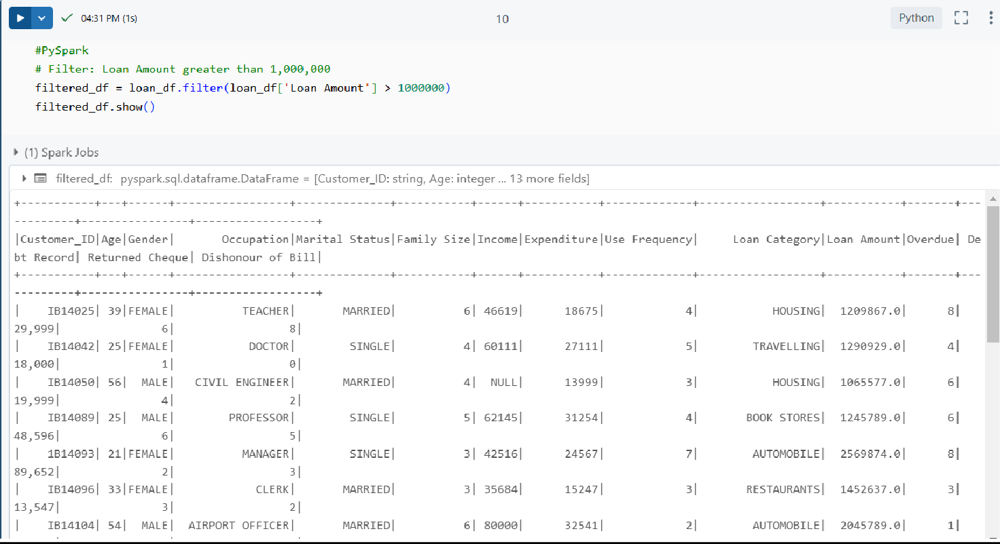 04:31 PM (1s)
10
Python
#PySpark
# Filter: Loan Amount greater than 1,000,000
filtered_df = loan_df.filter(loan_df['Loan Amount'] > 1000000)
filtered_df.show()
(1) Spark Jobs
filtered_df: pyspark.sql.dataframe.DataFrame = [Customer_ID: string, Age: integer ... 13 more fields]
+-----------+---+------+-----------------+--------------+-----------+------+-----------+-------------+------------------+-----------+-------+---
---------+----------------+------------------+
|Customer_ID|Age|Gender|       Occupation|Marital Status|Family Size|Income|Expenditure|Use Frequency|     Loan Category|Loan Amount|Overdue| De
bt Record| Returned Cheque| Dishonour of Bill|
+-----------+---+------+-----------------+--------------+-----------+------+-----------+-------------+------------------+-----------+-------+---
---------+----------------+------------------+
|    IB14025| 39|FEMALE|          TEACHER|       MARRIED|          6| 46619|      18675|            4|           HOUSING|  1209867.0|      8|
29,999|               6|                 8|
|    IB14042| 25|FEMALE|           DOCTOR|        SINGLE|          4| 60111|      27111|            5|        TRAVELLING|  1290929.0|      4|
18,000|               1|                 0|
|    IB14050| 56|  MALE|   CIVIL ENGINEER|       MARRIED|          4|  NULL|      13999|            3|           HOUSING|  1065577.0|      6|
19,999|               4|                 2|
|    IB14089| 25|  MALE|        PROFESSOR|        SINGLE|          5| 62145|      31254|            4|       BOOK STORES|  1245789.0|      6|
48,596|               6|                 5|
|    1B14093| 21|FEMALE|          MANAGER|        SINGLE|          3| 42516|      24567|            7|        AUTOMOBILE|  2569874.0|      8|
89,652|               2|                 3|
|    IB14096| 33|FEMALE|            CLERK|       MARRIED|          3| 35684|      15247|            3|       RESTAURANTS|  1452637.0|      3|
13,547|               3|                 2|
|    IB14104| 54|  MALE|  AIRPORT OFFICER|       MARRIED|          6| 80000|      32541|            2|        AUTOMOBILE|  2045789.0|      1|